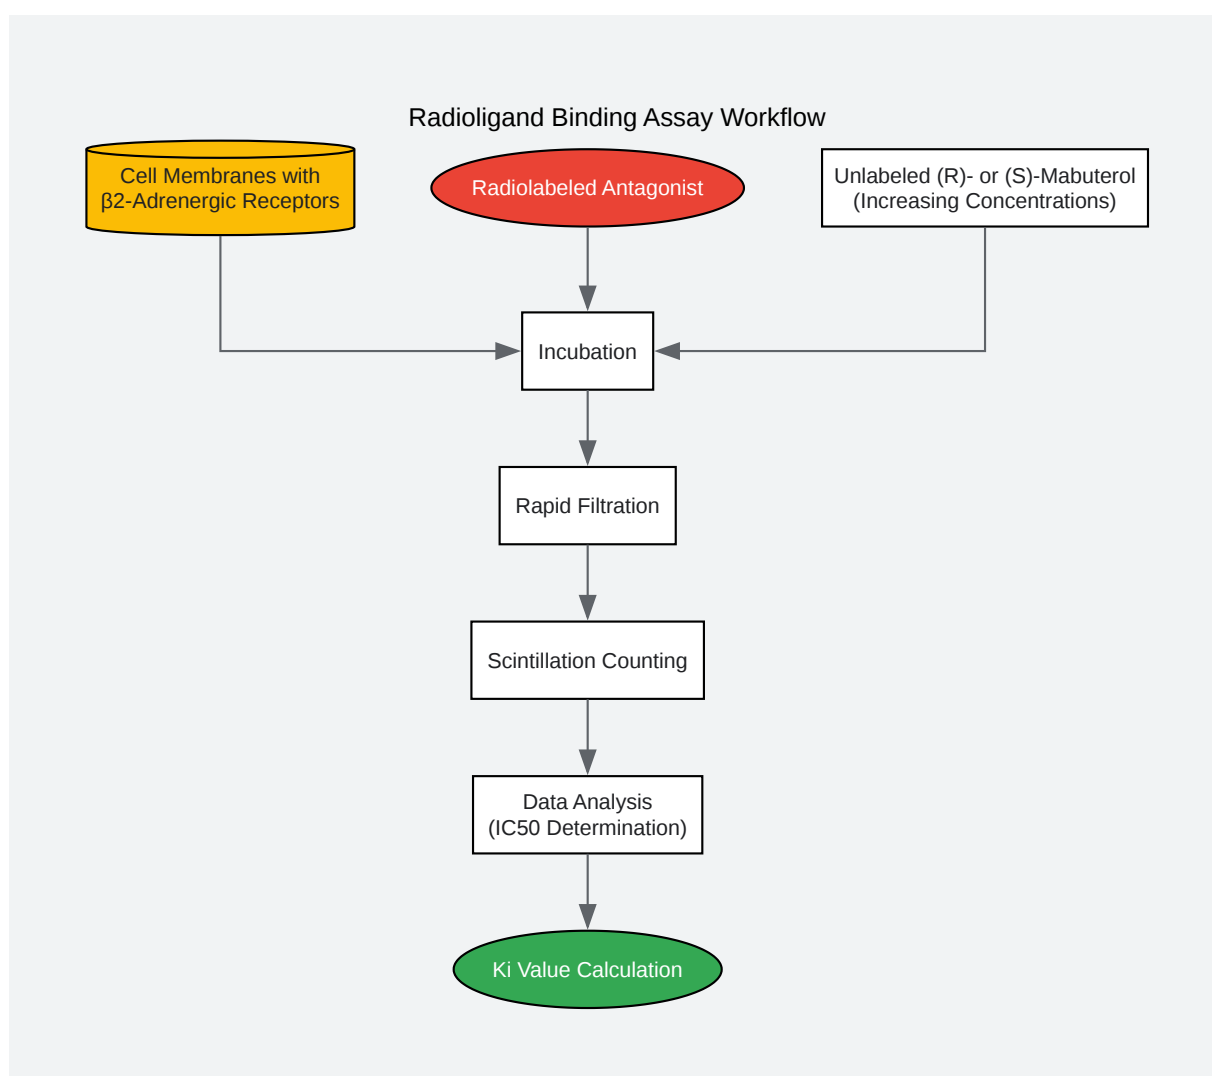 Radioligand Binding Assay Workflow
Cell Membranes with
β2-Adrenergic Receptors
Radiolabeled Antagonist
Unlabeled (R)- or (S)-Mabuterol
(Increasing Concentrations)
Incubation
Rapid Filtration
Scintillation Counting
Data Analysis
(IC50 Determination)
Ki Value Calculation